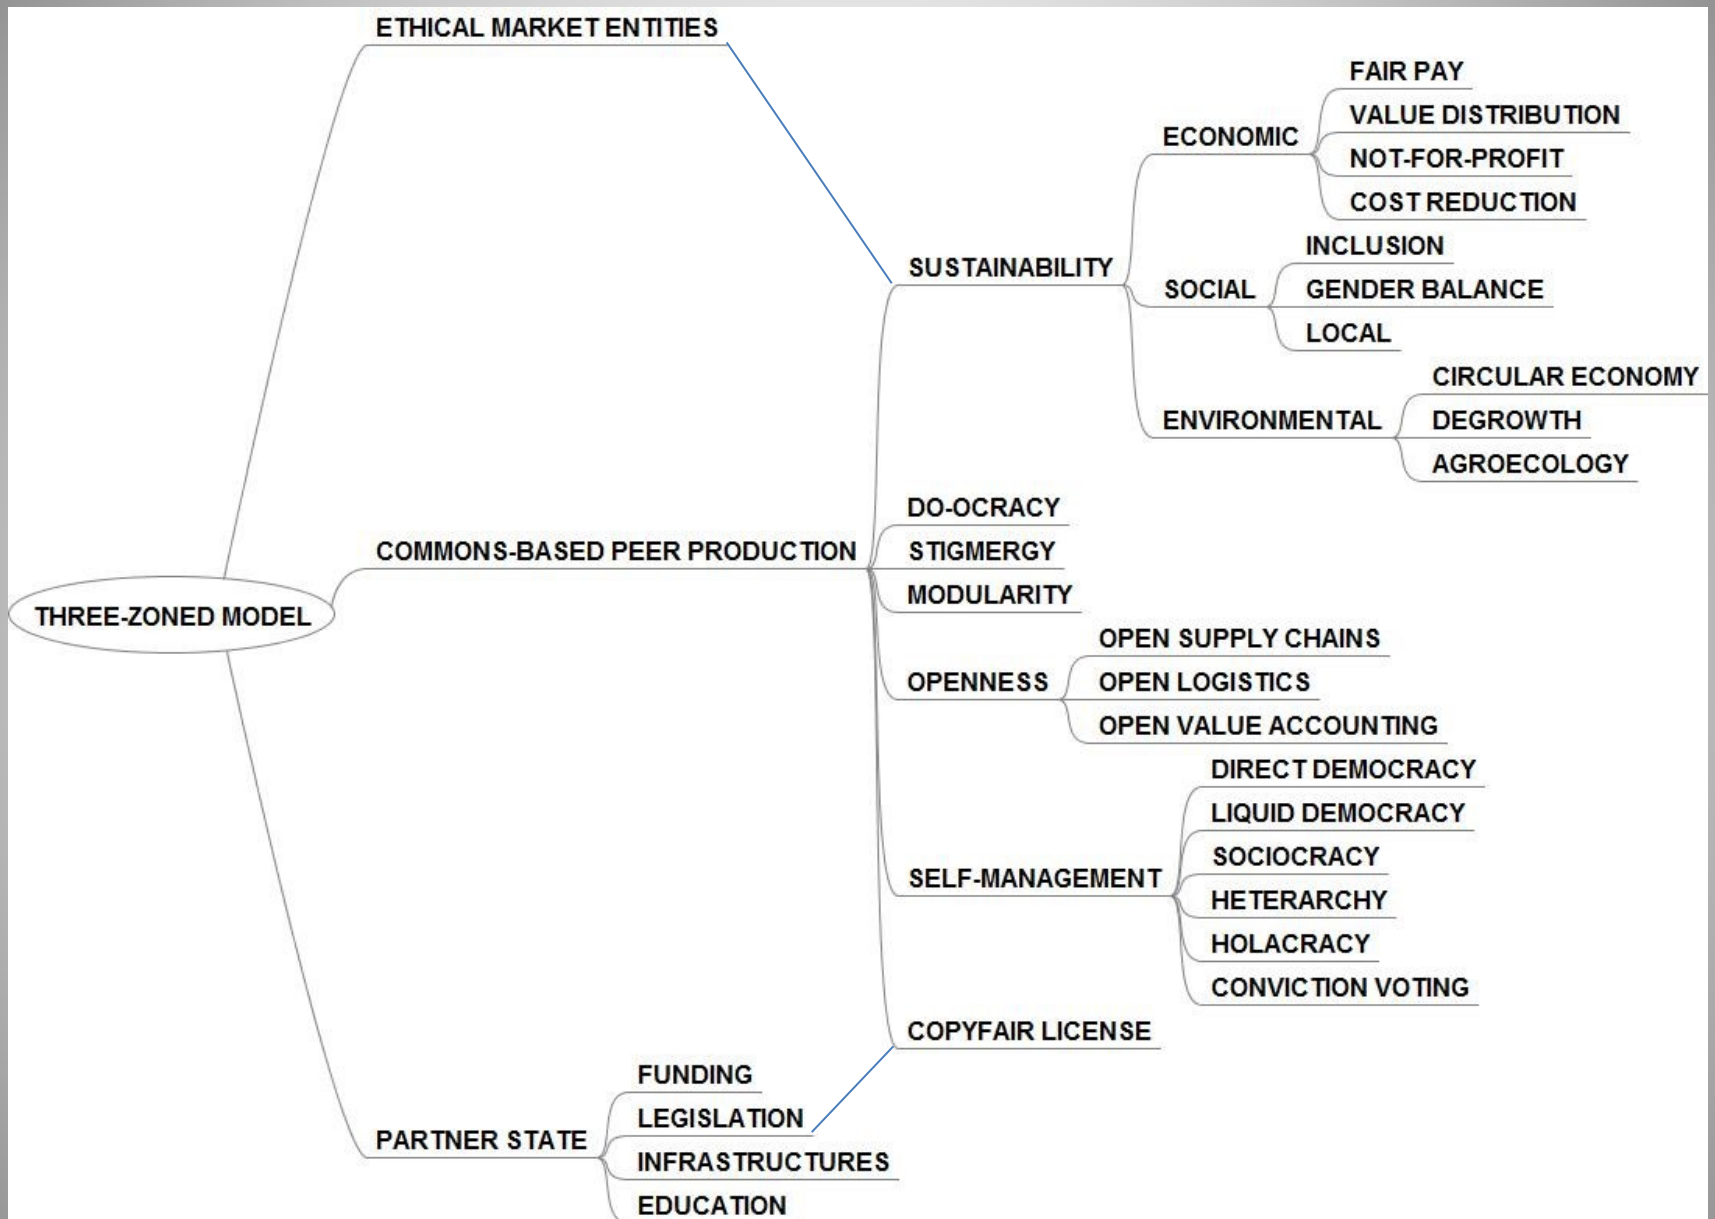 ETHICAL MARKET ENTITIES
FAIR PAY
VALUE DISTRIBUTION
ECONOMIC
NOT-FOR-PROFIT
COST REDUCTION
INCLUSION
SUSTAINABILITY
SOCIAL
GENDER BALANCE
LOCAL
CIRCULAR ECONOMY
ENVIRONMENTAL
DEGROWTH
AGROECOLOGY
DO-OCRACY
COMMONS-BASED PEER PRODUCTION
STIGMERGY
MODULARITY
THREE-ZONED MODEL
OPEN SUPPLY CHAINS
OPENNESS
OPEN LOGISTICS
OPEN VALUE ACCOUNTING
DIRECT DEMOCRACY
LIQUID DEMOCRACY
SOCIOCRACY
SELF-MANAGEMENT
HETERARCHY
HOLACRACY
CONVICTION VOTING
COPYFAIR LICENSE
FUNDING
LEGISLATION
PARTNER STATE
INFRASTRUCTURES
EDUCATION